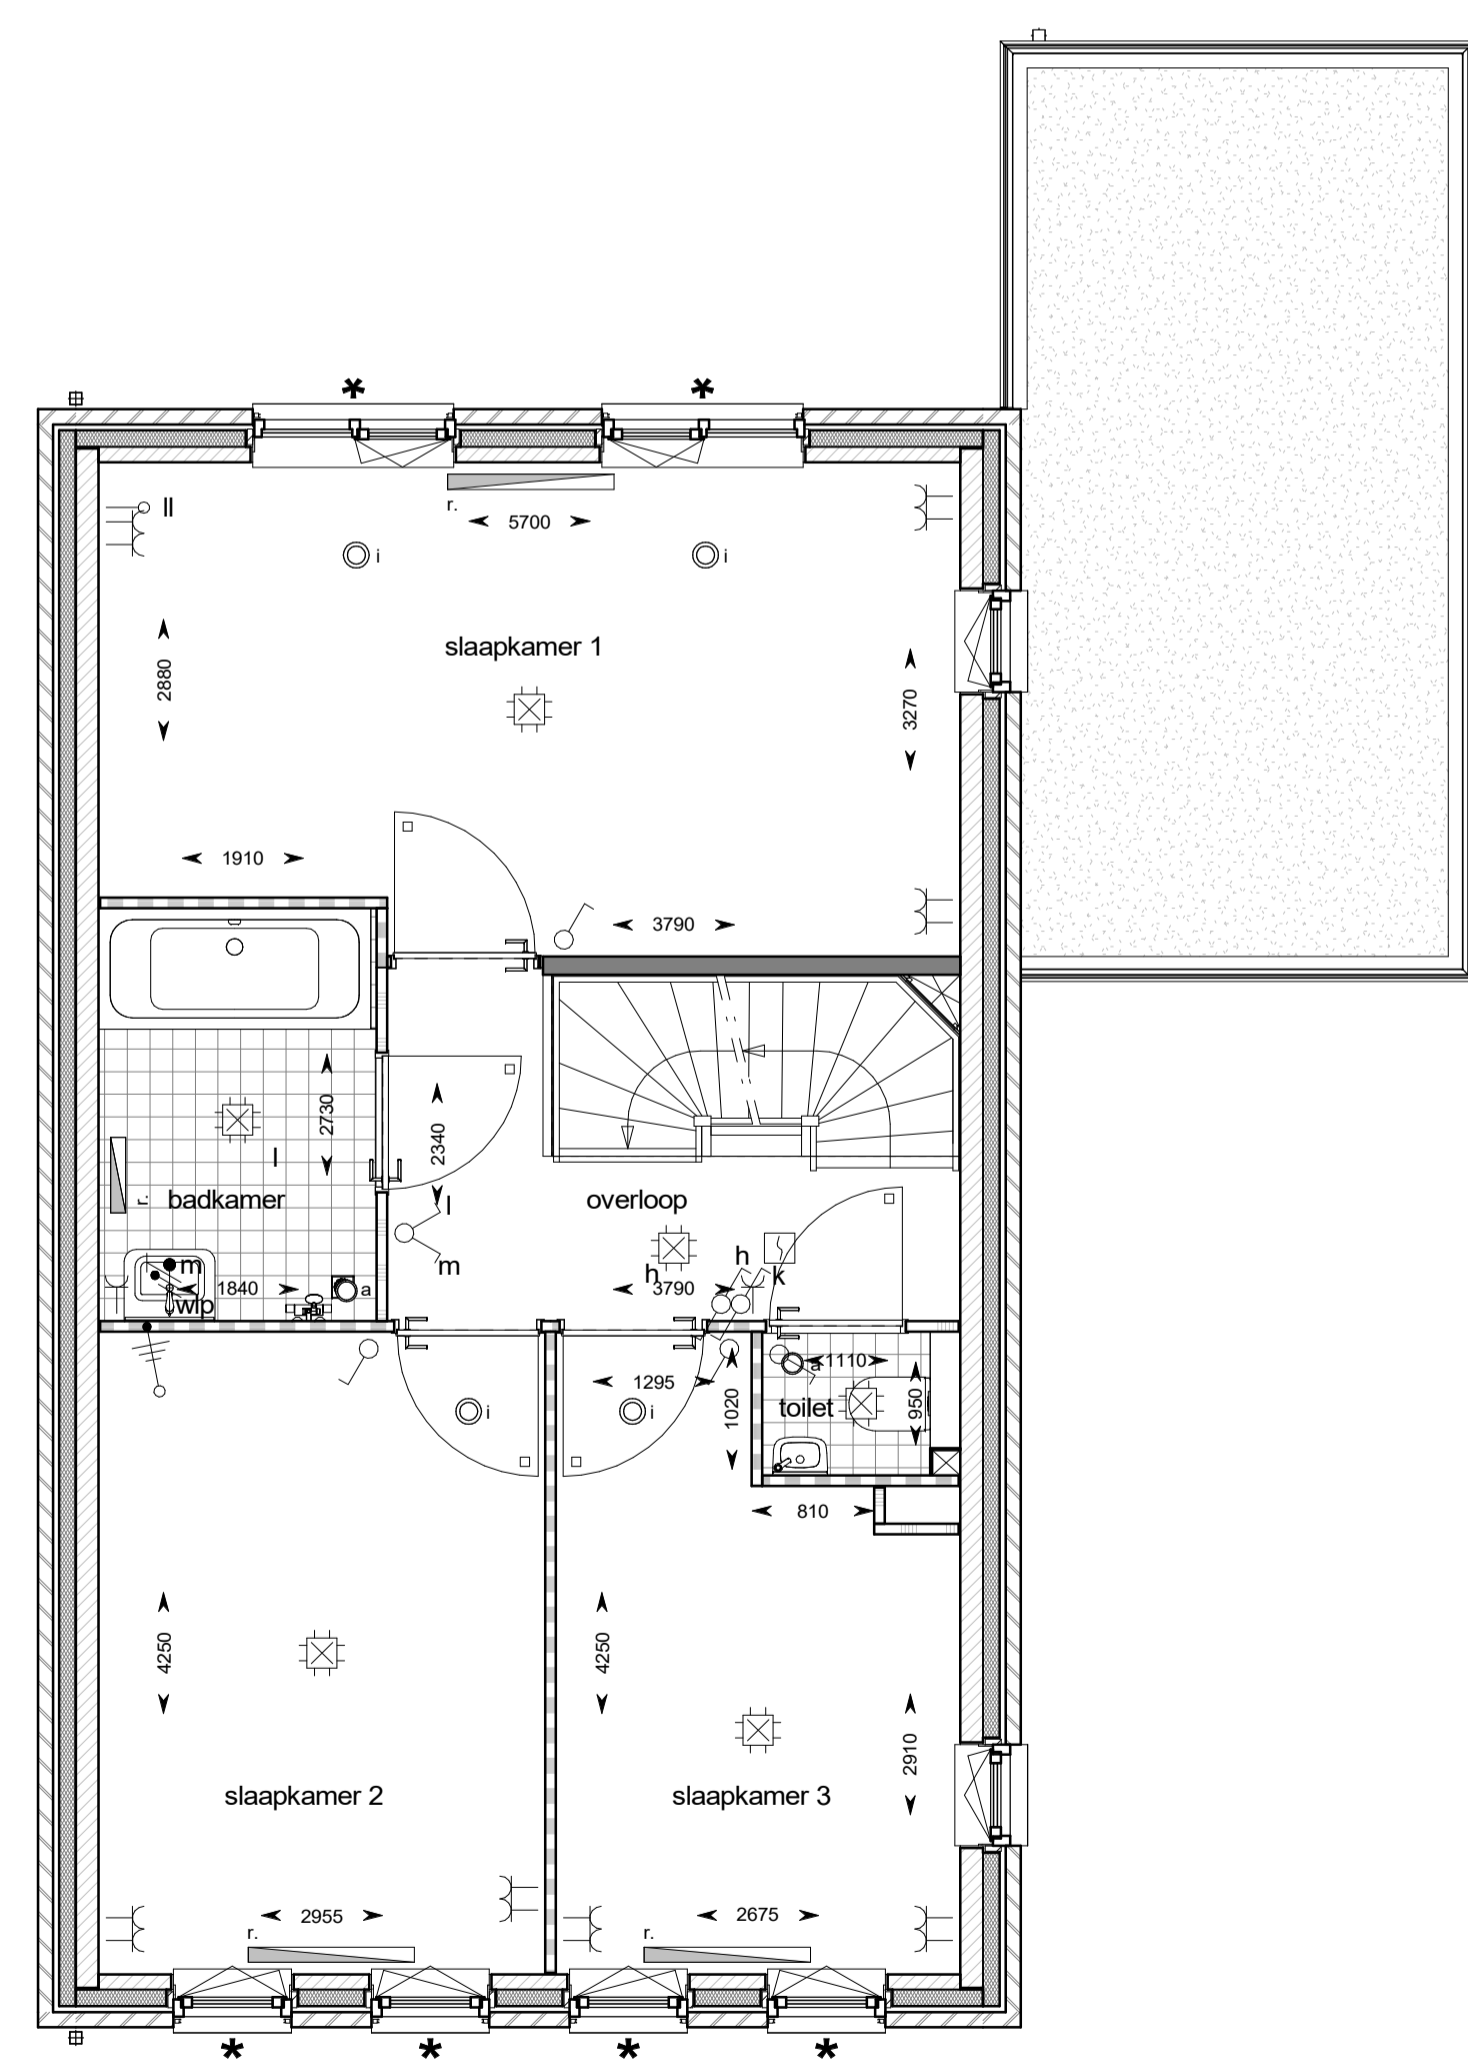 * *
ll
r.
5700
i i
slaapkamer 1
2880
3270
1910
3790
2730
2340
l
r.
badkamer
overloop
l
m
h
h
k
m
1840
a
3790
wlp
1295
1020
a
1110
950
toilet
i i
810
4250
4250
2910
slaapkamer 2
slaapkamer 3
2955
2675
r.
r.
* * * *